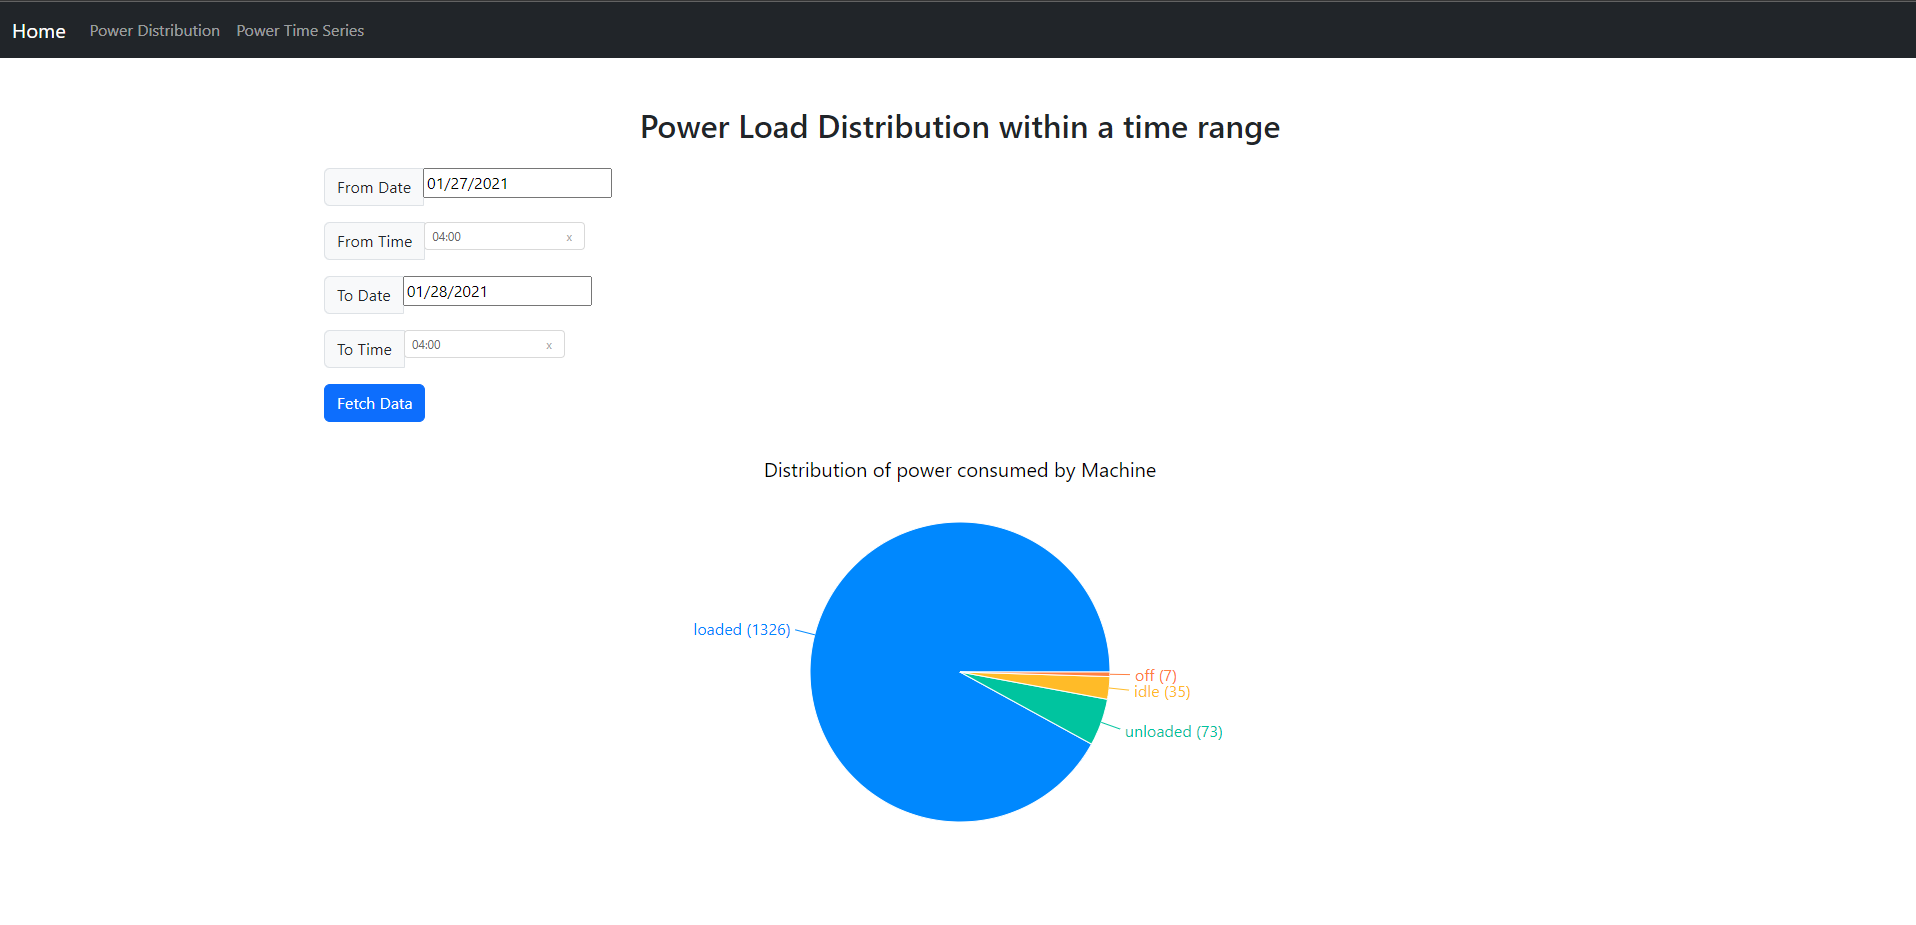 Home Power Distribution Power Time Series
Power Load Distribution within a time range
From Date 01/27/2021
From Time 04:00 x
To Date 01/28/2021
To Time 04:00 x
Fetch Data
Distribution of power consumed by Machine
loaded (1326)
off (7)
idle (35)
unloaded (73)